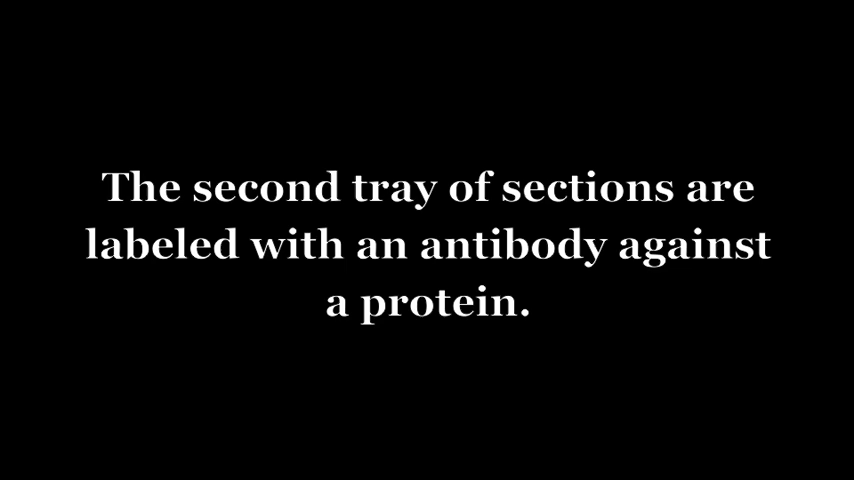 The second tray of sections are
labeled with an antibody against
a protein.